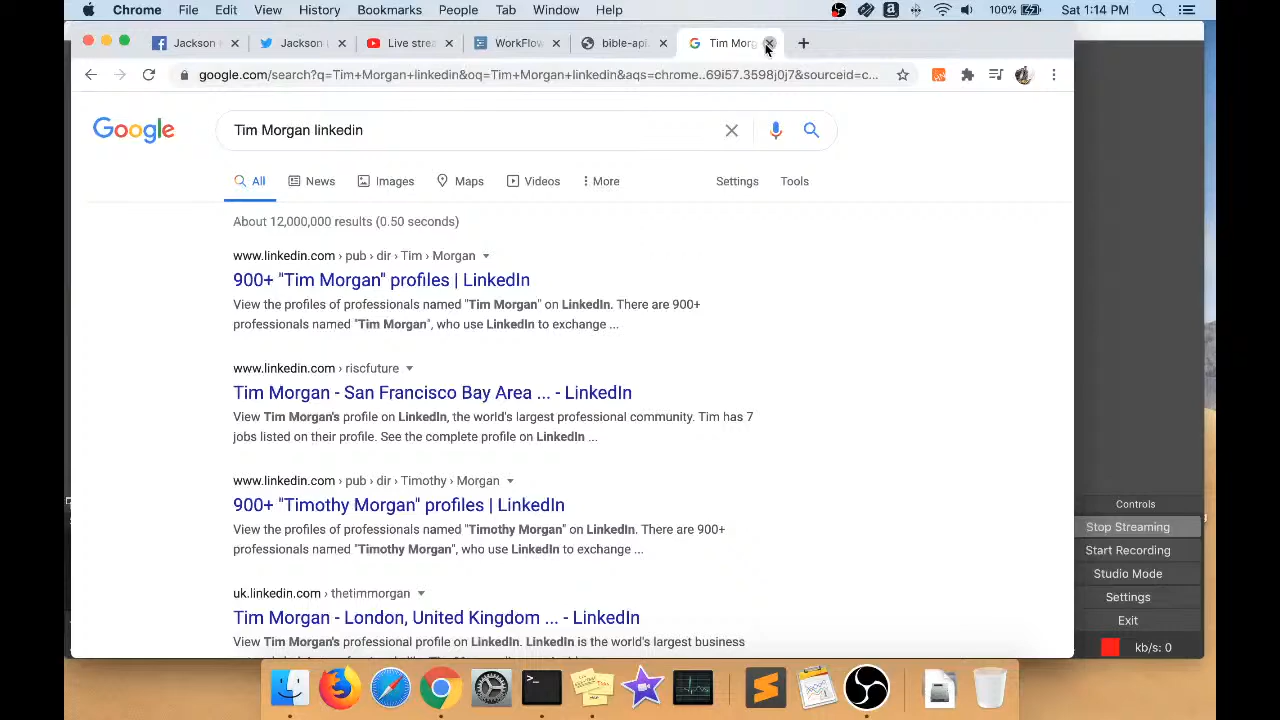 Chrome File Edit View History Bookmarks People Tab Window Help 100% Sat 1:14 PM
Jackson Jackson Live strea WorkFlow bible-api. Tim Morg
google.com/search?q=Tim+Morgan+linkedin&oq=Tim+Morgan+linkedin&aqs=chrome..69i57.3598j0j7&sourceid=c...
Google
Tim Morgan linkedin
All News Images Maps Videos More Settings Tools
About 12,000,000 results (0.50 seconds)
www.linkedin.com › pub › dir › Tim › Morgan
900+ "Tim Morgan" profiles | LinkedIn
View the profiles of professionals named "Tim Morgan" on LinkedIn. There are 900+
professionals named "Tim Morgan", who use LinkedIn to exchange ...
www.linkedin.com › riscfuture
Tim Morgan - San Francisco Bay Area ... - LinkedIn
View Tim Morgan's profile on LinkedIn, the world's largest professional community. Tim has 7
jobs listed on their profile. See the complete profile on LinkedIn ...
www.linkedin.com › pub › dir › Timothy › Morgan
900+ "Timothy Morgan" profiles | LinkedIn
View the profiles of professionals named "Timothy Morgan" on LinkedIn. There are 900+
professionals named "Timothy Morgan", who use LinkedIn to exchange ...
uk.linkedin.com › thetimmorgan
Tim Morgan - London, United Kingdom ... - LinkedIn
View Tim Morgan's professional profile on LinkedIn. LinkedIn is the world's largest business
Controls
Stop Streaming
Start Recording
Studio Mode
Settings
Exit
kb/s: 0